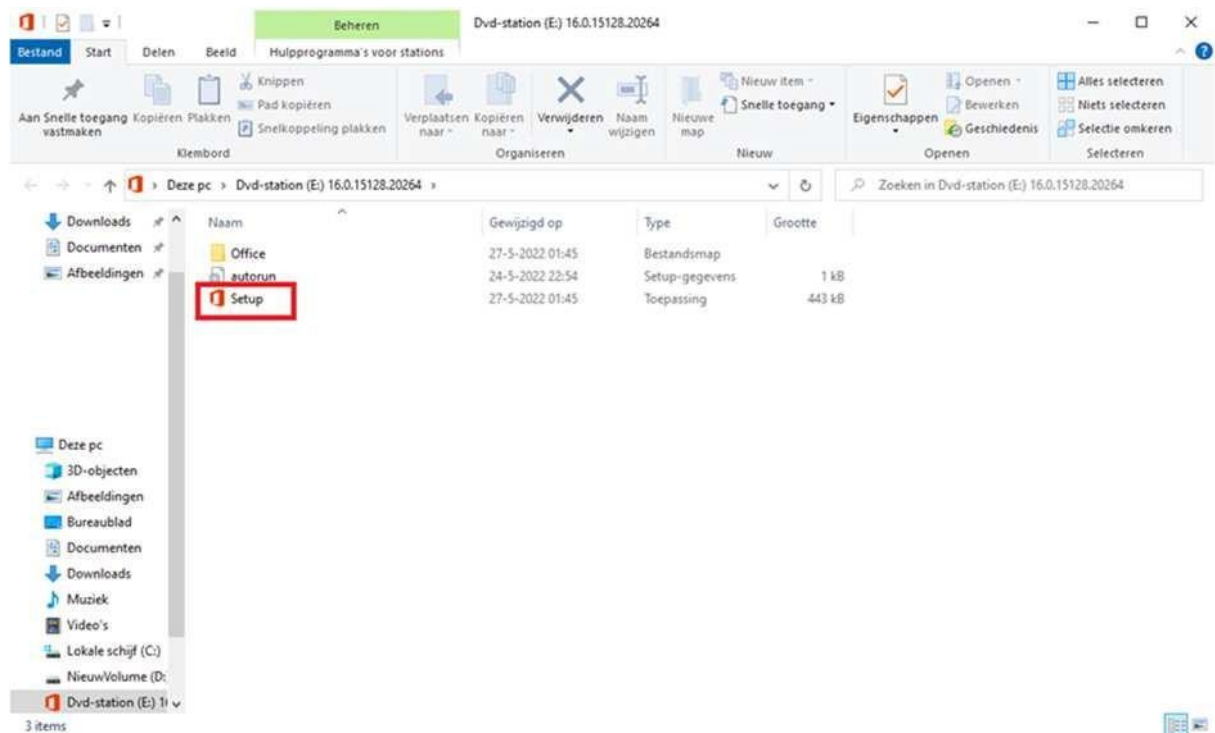 Beheren
Dvd-station (E:) 16.0.15128.20264
Bestand Start Delen Beeld Hulpprogramma's voor stations
Aan Snelle toegang vastmaken
Kopiëren
Plakken
Knippen
Pad kopiëren
Snelkoppeling plakken
Klembord
Verplaatsen naar
Kopiëren naar
Verwijderen
Naam wijzigen
Organiseren
Nieuwe map
Nieuw item
Snelle toegang
Nieuw
Eigenschappen
Openen
Bewerken
Geschiedenis
Openen
Alles selecteren
Niets selecteren
Selectie omkeren
Selecteren
Deze pc > Dvd-station (E:) 16.0.15128.20264 >
Zoeken in Dvd-station (E:) 16.0.15128.20264
Downloads
Documenten
Afbeeldingen
Deze pc
3D-objecten
Afbeeldingen
Bureaublad
Documenten
Downloads
Muziek
Video's
Lokale schijf (C:)
NieuwVolume (D:
Dvd-station (E:) 1
Naam Gewijzigd op Type Grootte
Office 27-5-2022 01:45 Bestandsmap
autorun 24-5-2022 22:54 Setup-gegevens 1 kB
Setup 27-5-2022 01:45 Toepassing 443 kB
3 items